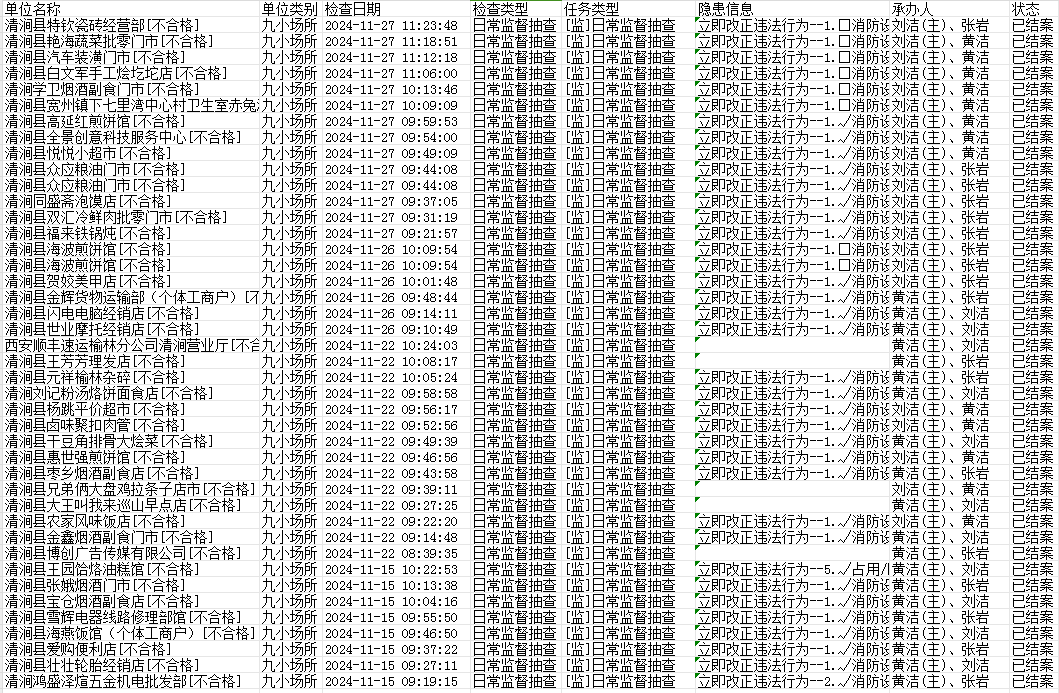 单位名称 单位类别 检查日期 检查类型 任务类型 隐患信息 承办人 状态
清涧县特钦瓷砖经营部[不合格] 九小场所 2024-11-27 11:23:48 日常监督抽查 [监]日常监督抽查 立即改正违法行为--1.□消防设 刘洁(主)、张岩 已结案
清涧县艳海蔬菜批零门市[不合格] 九小场所 2024-11-27 11:18:51 日常监督抽查 [监]日常监督抽查 立即改正违法行为--1.□消防设 刘洁(主)、黄洁 已结案
清涧县汽车装潢门市[不合格] 九小场所 2024-11-27 11:12:18 日常监督抽查 [监]日常监督抽查 立即改正违法行为--1.□消防设 刘洁(主)、黄洁 已结案
清涧县白文军手工烩圪坨店[不合格] 九小场所 2024-11-27 11:06:00 日常监督抽查 [监]日常监督抽查 立即改正违法行为--1.□消防设 刘洁(主)、黄洁 已结案
清涧学卫烟酒副食门市[不合格] 九小场所 2024-11-27 10:13:46 日常监督抽查 [监]日常监督抽查 立即改正违法行为--1.□消防设 刘洁(主)、黄洁 已结案
清涧县宽州镇下七里湾中心村卫生室赤兔 九小场所 2024-11-27 10:09:09 日常监督抽查 [监]日常监督抽查 立即改正违法行为--1.□消防设 刘洁(主)、黄洁 已结案
清涧县高延红煎饼馆[不合格] 九小场所 2024-11-27 09:59:53 日常监督抽查 [监]日常监督抽查 立即改正违法行为--1.✓消防设 刘洁(主)、黄洁 已结案
清涧县全景创意科技服务中心[不合格] 九小场所 2024-11-27 09:54:00 日常监督抽查 [监]日常监督抽查 立即改正违法行为--1.✓消防设 刘洁(主)、黄洁 已结案
清涧县悦悦小超市[不合格] 九小场所 2024-11-27 09:49:09 日常监督抽查 [监]日常监督抽查 立即改正违法行为--1.✓消防设 刘洁(主)、黄洁 已结案
清涧县众应粮油门市[不合格] 九小场所 2024-11-27 09:44:08 日常监督抽查 [监]日常监督抽查 立即改正违法行为--1.✓消防设 刘洁(主)、张岩 已结案
清涧县众应粮油门市[不合格] 九小场所 2024-11-27 09:44:08 日常监督抽查 [监]日常监督抽查 立即改正违法行为--1.✓消防设 刘洁(主)、张岩 已结案
清涧同盛斋泡馍店[不合格] 九小场所 2024-11-27 09:37:05 日常监督抽查 [监]日常监督抽查 立即改正违法行为--1.✓消防设 刘洁(主)、张岩 已结案
清涧县双汇冷鲜肉批零门市[不合格] 九小场所 2024-11-27 09:31:19 日常监督抽查 [监]日常监督抽查 立即改正违法行为--1.✓消防设 刘洁(主)、张岩 已结案
清涧县福来铁锅炖[不合格] 九小场所 2024-11-27 09:21:57 日常监督抽查 [监]日常监督抽查 立即改正违法行为--1.✓消防设 刘洁(主)、张岩 已结案
清涧县海波煎饼馆[不合格] 九小场所 2024-11-26 10:09:54 日常监督抽查 [监]日常监督抽查 立即改正违法行为--1.□消防设 刘洁(主)、张岩 已结案
清涧县海波煎饼馆[不合格] 九小场所 2024-11-26 10:09:54 日常监督抽查 [监]日常监督抽查 立即改正违法行为--1.□消防设 刘洁(主)、张岩 已结案
清涧县贺姣美甲店[不合格] 九小场所 2024-11-26 10:01:48 日常监督抽查 [监]日常监督抽查 立即改正违法行为--1.✓消防设 刘洁(主)、张岩 已结案
清涧县金辉货物运输部（个体工商户）[不 九小场所 2024-11-26 09:48:44 日常监督抽查 [监]日常监督抽查 立即改正违法行为--1.✓消防设 黄洁(主)、张岩 已结案
清涧县闪电电脑经销店[不合格] 九小场所 2024-11-26 09:14:11 日常监督抽查 [监]日常监督抽查 立即改正违法行为--1.✓消防设 黄洁(主)、刘洁 已结案
清涧县世业摩托经销店[不合格] 九小场所 2024-11-26 09:10:49 日常监督抽查 [监]日常监督抽查 立即改正违法行为--1.✓消防设 黄洁(主)、刘洁 已结案
西安顺丰速运榆林分公司清涧营业厅[不合 九小场所 2024-11-22 10:24:03 日常监督抽查 [监]日常监督抽查 黄洁(主)、刘洁 已结案
清涧县王芳芳理发店[不合格] 九小场所 2024-11-22 10:08:17 日常监督抽查 [监]日常监督抽查 黄洁(主)、张岩 已结案
清涧县元祥榆林杂碎[不合格] 九小场所 2024-11-22 10:05:24 日常监督抽查 [监]日常监督抽查 立即改正违法行为--1.✓消防设 黄洁(主)、张岩 已结案
清涧刘记粉汤烙饼面食店[不合格] 九小场所 2024-11-22 09:58:58 日常监督抽查 [监]日常监督抽查 立即改正违法行为--1.✓消防设 刘洁(主)、张岩 已结案
清涧县杨跳平价超市[不合格] 九小场所 2024-11-22 09:56:17 日常监督抽查 [监]日常监督抽查 立即改正违法行为--1.✓消防设 刘洁(主)、黄洁 已结案
清涧县卤味聚扣肉管[不合格] 九小场所 2024-11-22 09:52:56 日常监督抽查 [监]日常监督抽查 立即改正违法行为--1.✓消防设 刘洁(主)、黄洁 已结案
清涧县干豆角排骨大烩菜[不合格] 九小场所 2024-11-22 09:49:39 日常监督抽查 [监]日常监督抽查 立即改正违法行为--1.✓消防设 黄洁(主)、刘洁 已结案
清涧县惠世强煎饼馆[不合格] 九小场所 2024-11-22 09:46:56 日常监督抽查 [监]日常监督抽查 立即改正违法行为--1.✓消防设 黄洁(主)、张岩 已结案
清涧县枣乡烟酒副食店[不合格] 九小场所 2024-11-22 09:43:58 日常监督抽查 [监]日常监督抽查 立即改正违法行为--1.✓消防设 黄洁(主)、张岩 已结案
清涧县兄弟俩大盘鸡拉条子店市[不合格] 九小场所 2024-11-22 09:39:11 日常监督抽查 [监]日常监督抽查 刘洁(主)、黄洁 已结案
清涧县大王叫我来巡山早点店[不合格] 九小场所 2024-11-22 09:27:25 日常监督抽查 [监]日常监督抽查 黄洁(主)、刘洁 已结案
清涧县农家风味饭店[不合格] 九小场所 2024-11-22 09:22:20 日常监督抽查 [监]日常监督抽查 立即改正违法行为--1.✓消防设 刘洁(主)、黄洁 已结案
清涧县金鑫烟酒副食门市[不合格] 九小场所 2024-11-22 09:14:48 日常监督抽查 [监]日常监督抽查 立即改正违法行为--1.✓消防设 刘洁(主)、张岩 已结案
清涧县博创广告传媒有限公司[不合格] 九小场所 2024-11-22 08:39:35 日常监督抽查 [监]日常监督抽查 黄洁(主)、张岩 已结案
清涧县王园饸烙油糕馆[不合格] 九小场所 2024-11-15 10:22:53 日常监督抽查 [监]日常监督抽查 立即改正违法行为--5.✓占用 黄洁(主)、刘洁 已结案
清涧县张娥烟酒门市[不合格] 九小场所 2024-11-15 10:13:38 日常监督抽查 [监]日常监督抽查 立即改正违法行为--1.✓消防设 黄洁(主)、张岩 已结案
清涧县宝仓烟酒副食店[不合格] 九小场所 2024-11-15 10:04:16 日常监督抽查 [监]日常监督抽查 立即改正违法行为--1.✓消防设 黄洁(主)、刘洁 已结案
清涧县雪辉电器线路修理部馆[不合格] 九小场所 2024-11-15 09:55:50 日常监督抽查 [监]日常监督抽查 立即改正违法行为--1.✓消防设 黄洁(主)、张岩 已结案
清涧县海燕饭馆（个体工商户）[不合格] 九小场所 2024-11-15 09:46:50 日常监督抽查 [监]日常监督抽查 立即改正违法行为--1.✓消防设 黄洁(主)、刘洁 已结案
清涧县爱购便利店[不合格] 九小场所 2024-11-15 09:37:22 日常监督抽查 [监]日常监督抽查 立即改正违法行为--1.✓消防设 黄洁(主)、张岩 已结案
清涧县壮壮轮胎经销店[不合格] 九小场所 2024-11-15 09:27:11 日常监督抽查 [监]日常监督抽查 立即改正违法行为--1.✓消防设 黄洁(主)、刘洁 已结案
清涧鸿盛泽煊五金机电批发部[不合格] 九小场所 2024-11-15 09:19:15 日常监督抽查 [监]日常监督抽查 立即改正违法行为--2.✓消防设 黄洁(主)、张岩 已结案